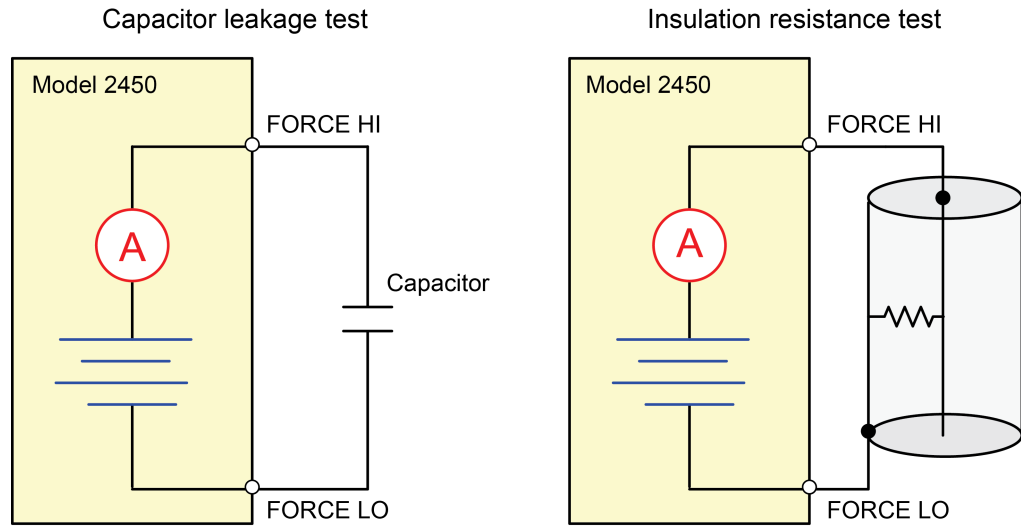 Capacitor leakage test
Model 2450
FORCE HI
A
Capacitor
FORCE LO
Insulation resistance test
Model 2450
FORCE HI
A
FORCE LO